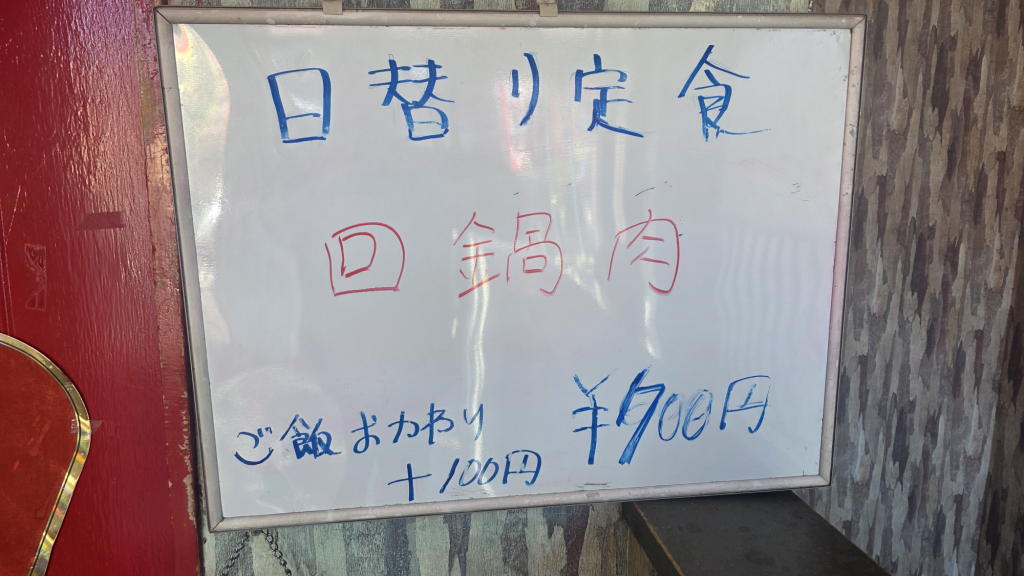 日替り定食
回鍋肉
¥700円
ご飯おかわり
+100円